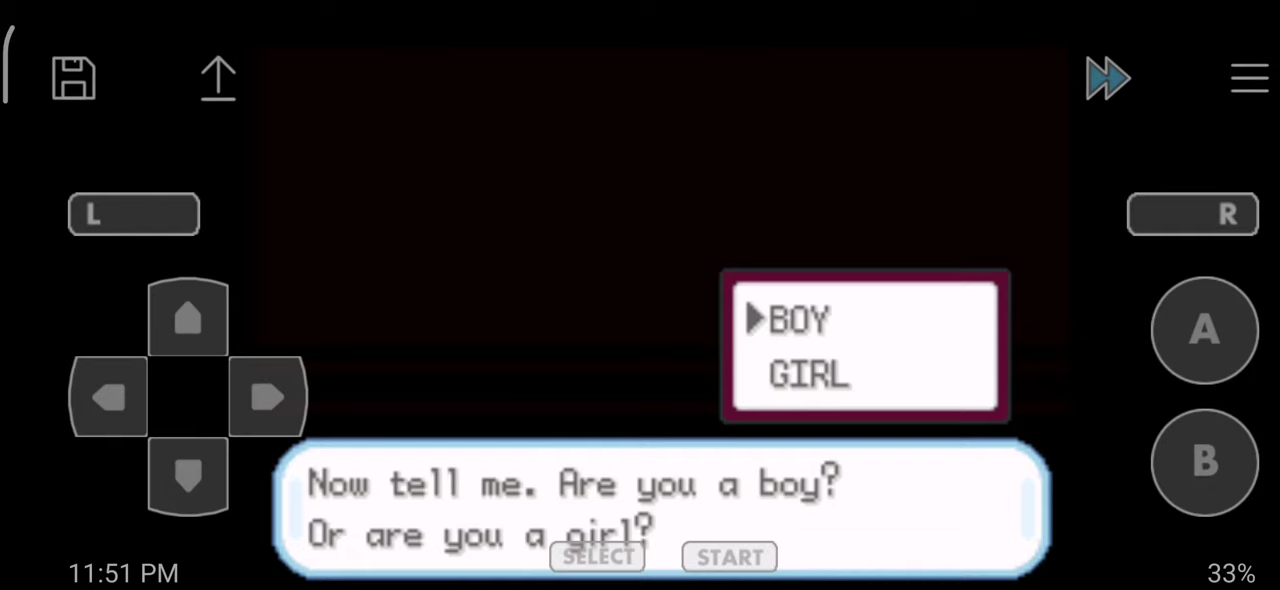 L
R
BOY
GIRL
A
Now tell me. Are you a boy?
B
Or are you a girl?
SELECT
START
11:51 PM
33%